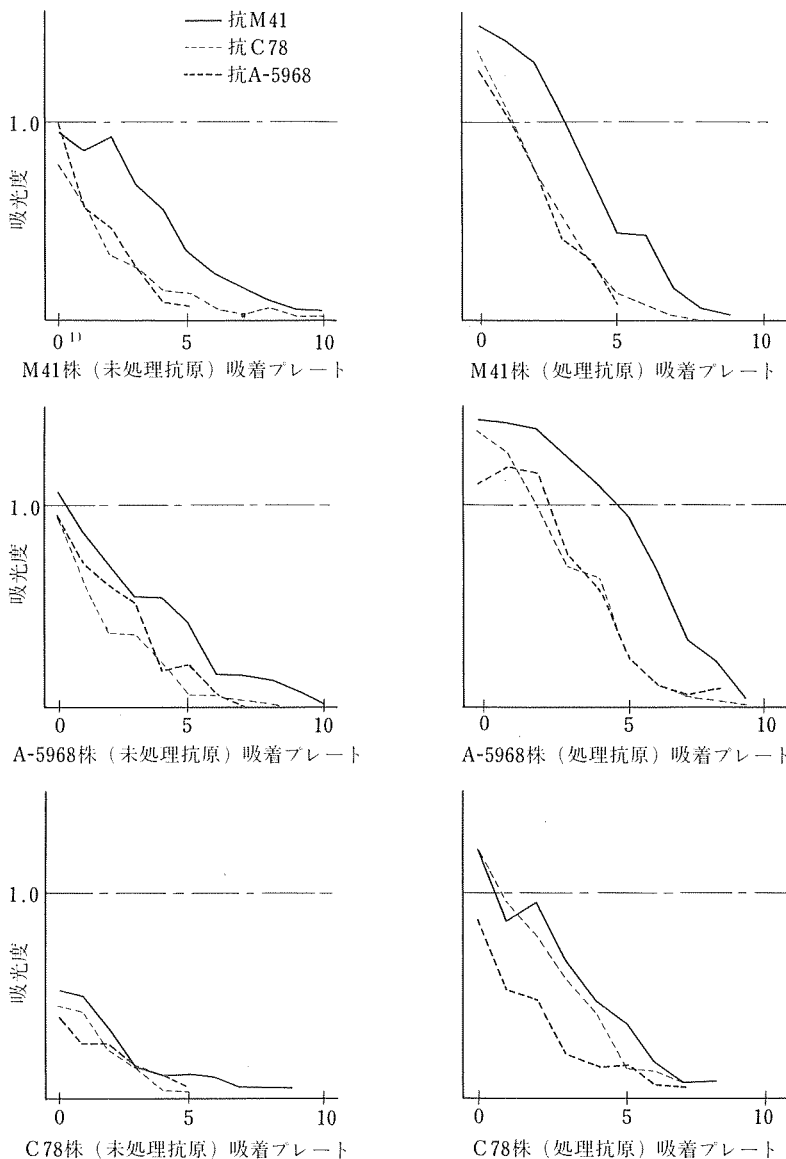 抗M41
抗C78
抗A-5968
1.0
吸光度
0¹⁾ 5 10
M41株(未処理抗原)吸着プレート
0 5 10
M41株(処理抗原)吸着プレート
1.0
吸光度
0 5 10
A-5968株(未処理抗原)吸着プレート
0 5 10
A-5968株(処理抗原)吸着プレート
1.0
吸光度
0 5 10
C78株(未処理抗原)吸着プレート
0 5 10
C78株(処理抗原)吸着プレート